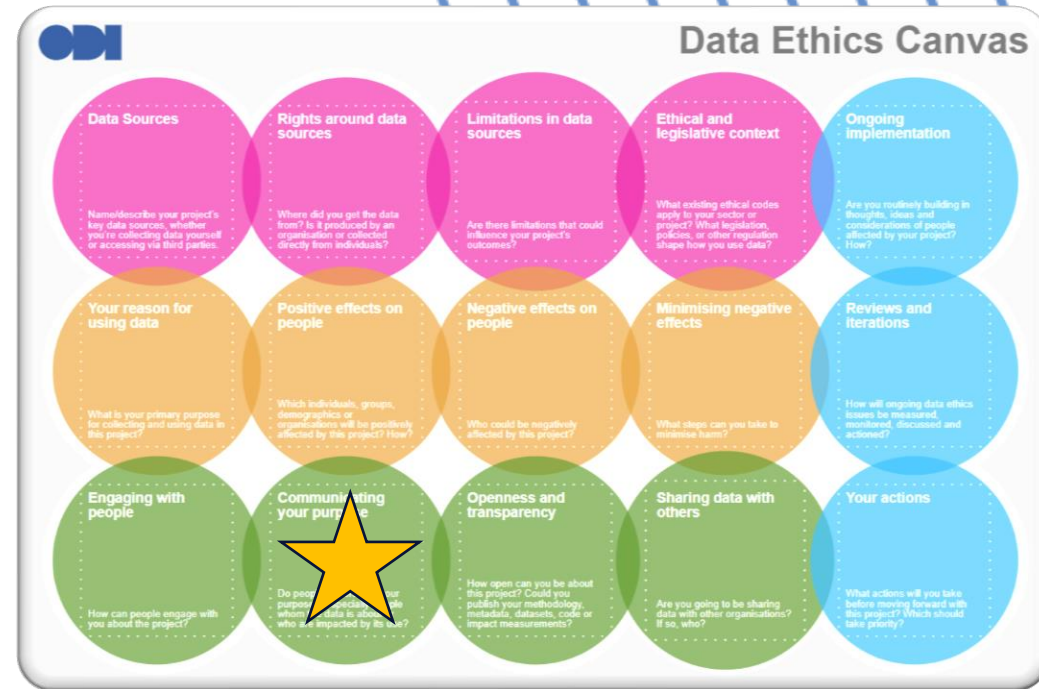 ODI
Data Ethics Canvas
Data Sources
Name/describe your project's
key data sources, whether
you're collecting data yourself
or accessing via third parties.
Rights around data
sources
Where did you get the data
from? Is it produced by an
organisation or collected
directly from individuals?
Limitations in data
sources
Are there limitations that could
influence your project's
outcomes?
Ethical and
legislative context
What existing ethical codes
apply to your sector or
project? What legislation,
policies, or other regulation
shape how you use data?
Ongoing
implementation
Are you routinely building in
thoughts, ideas and
considerations of people
affected by your project?
How?
Your reason for
using data
What is your primary purpose
for collecting and using data in
this project?
Positive effects on
people
Which individuals, groups,
demographics or
organisations will be positively
affected by this project? How?
Negative effects on
people
Who could be negatively
affected by this project?
Minimising negative
effects
What steps can you take to
minimise harm?
Reviews and
iterations
How will ongoing data ethics
issues be measured,
monitored, discussed and
actioned?
Engaging with
people
How can people engage with
you about the project?
Communicating
your purpose
Do
whom data is about
who are impacted by its use?
Openness and
transparency
How open can you be about
this project? Could you
publish your methodology,
metadata, datasets, code or
impact measurements?
Sharing data with
others
Are you going to be sharing
data with other organisations?
If so, who?
Your actions
What actions will you take
before moving forward with
this project? Which should
take priority?